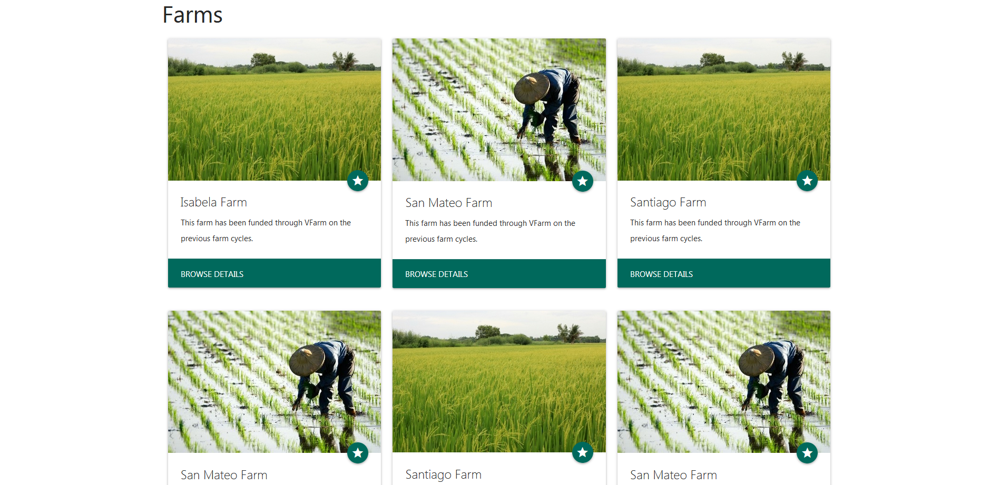 Farms
Isabela Farm
This farm has been funded through VFarm on the
previous farm cycles.
BROWSE DETAILS
San Mateo Farm
This farm has been funded through VFarm on the
previous farm cycles.
BROWSE DETAILS
Santiago Farm
This farm has been funded through VFarm on the
previous farm cycles.
BROWSE DETAILS
San Mateo Farm
Santiago Farm
San Mateo Farm